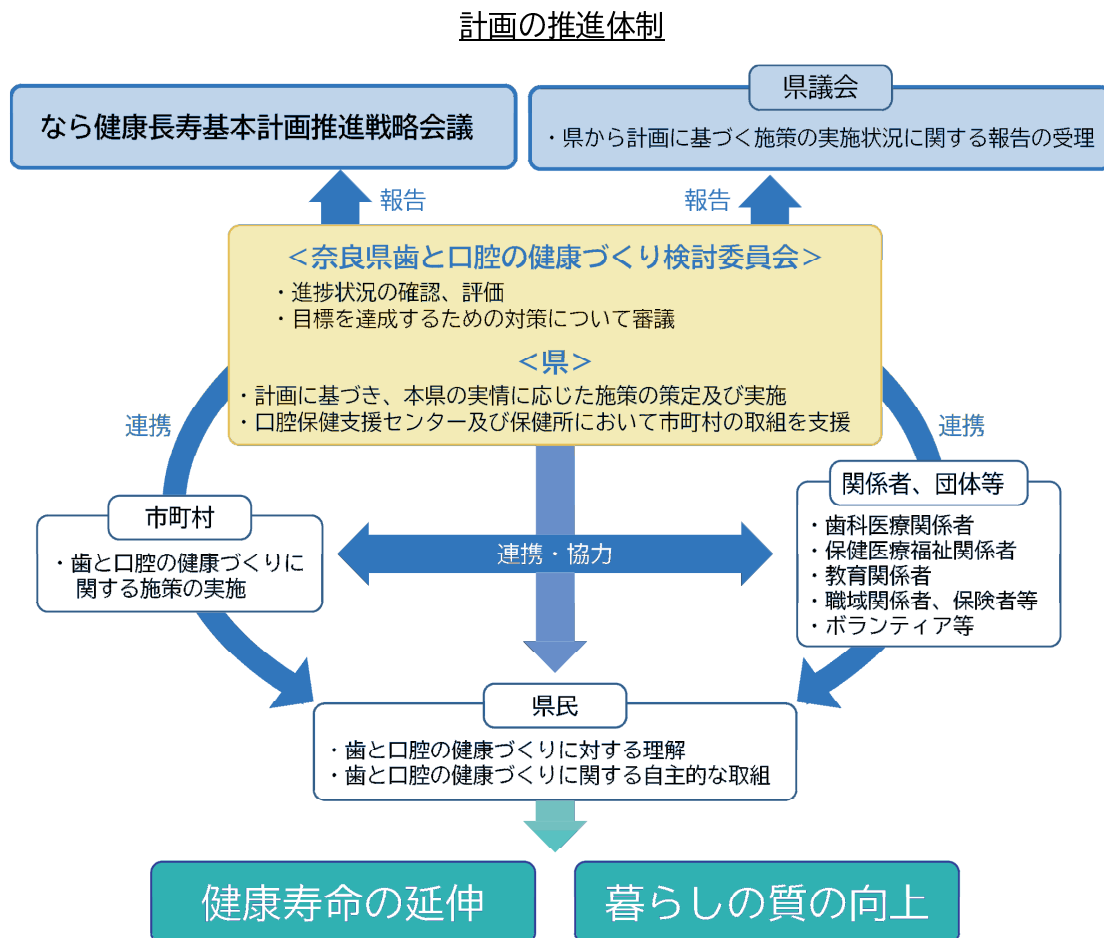 計画の推進体制
なら健康長寿基本計画推進戦略会議
県議会
・県から計画に基づく施策の実施状況に関する報告の受理
報告
報告
＜奈良県歯と口腔の健康づくり検討委員会＞
・進捗状況の確認、評価
・目標を達成するための対策について審議
＜県＞
・計画に基づき、本県の実情に応じた施策の策定及び実施
・口腔保健支援センター及び保健所において市町村の取組を支援
連携
連携
市町村
・歯と口腔の健康づくりに
関する施策の実施
連携・協力
関係者、団体等
・歯科医療関係者
・保健医療福祉関係者
・教育関係者
・職域関係者、保険者等
・ボランティア等
県民
・歯と口腔の健康づくりに対する理解
・歯と口腔の健康づくりに関する自主的な取組
健康寿命の延伸
暮らしの質の向上